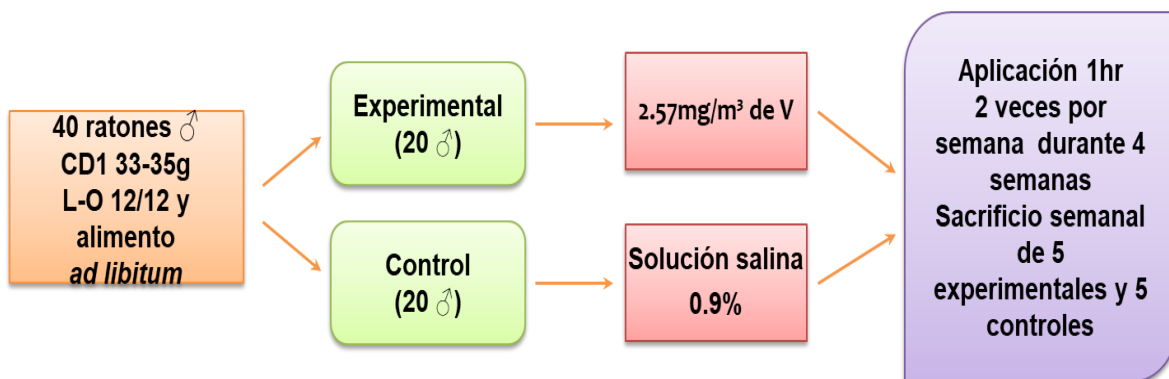 40 ratones ♂
CD1 33-35g
L-O 12/12 y
alimento
ad libitum
Experimental
(20 ♂)
2.57mg/m³ de V
Control
(20 ♂)
Solución salina
0.9%
Aplicación 1hr
2 veces por
semana durante 4
semanas
Sacrificio semanal
de 5
experimentales y 5
controles